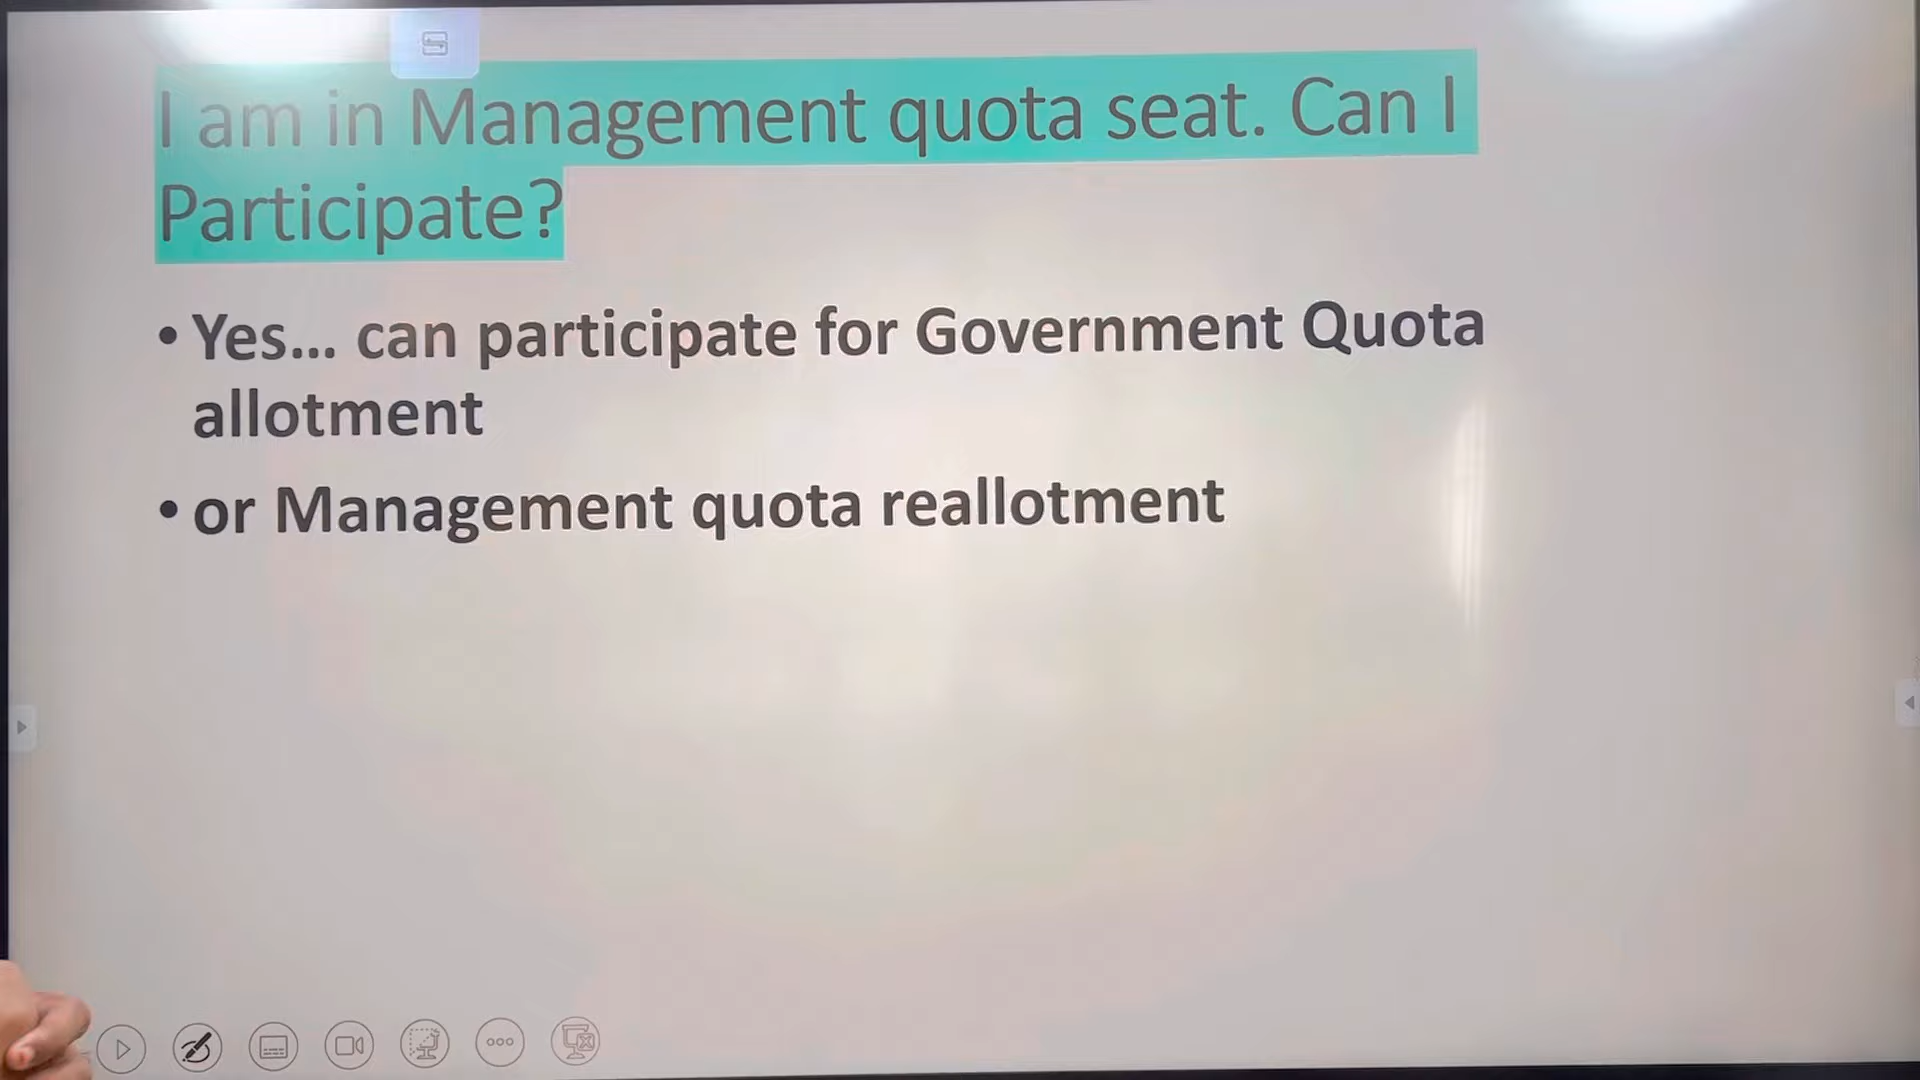 I am in Management quota seat. Can I
Participate?
• Yes... can participate for Government Quota
allotment
• or Management quota reallotment